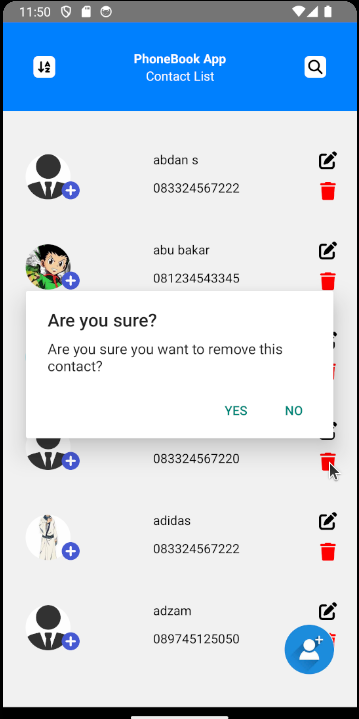 11:50
PhoneBook App
Contact List
abdan s
083324567222
abu bakar
081234543345
Are you sure?
Are you sure you want to remove this
contact?
YES
NO
083324567220
adidas
083324567222
adzam
089745125050